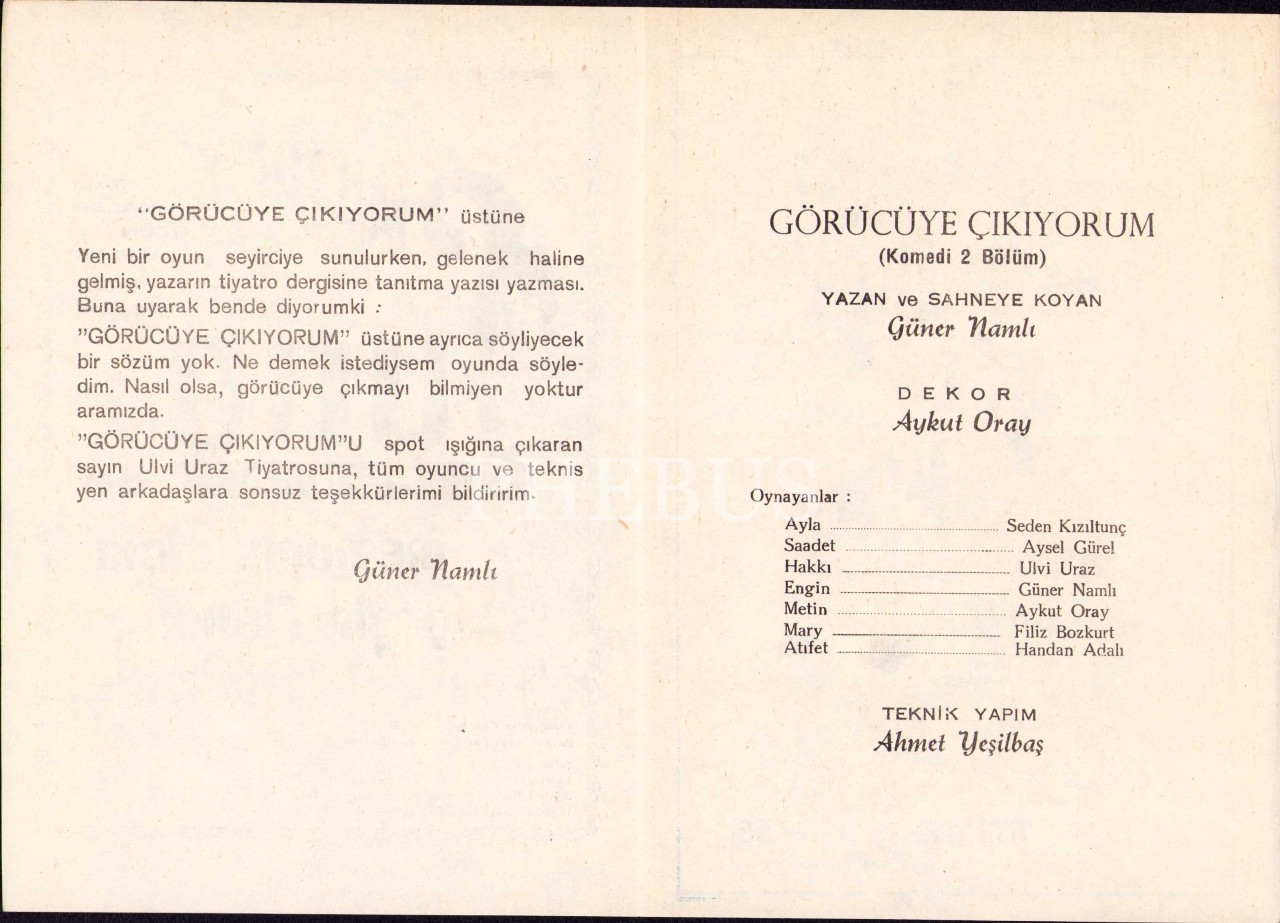 "GÖRÜCÜYE ÇIKIYORUM" üstüne
Yeni bir oyun seyirciye sunulurken, gelenek haline
gelmiş, yazarın tiyatro dergisine tanıtma yazısı yazması.
Buna uyarak bende diyorumki :
"GÖRÜCÜYE ÇIKIYORUM" üstüne ayrıca söyliyecek
bir sözüm yok. Ne demek istediysem oyunda söyle-
dim. Nasıl olsa, görücüye çıkmayı bilmiyen yoktur
aramızda.
"GÖRÜCÜYE ÇIKIYORUM"U spot ışığına çıkaran
sayın Ulvi Uraz Tiyatrosuna, tüm oyuncu ve teknis
yen arkadaşlara sonsuz teşekkürlerimi bildiririm.
Güner Namlı
GÖRÜCÜYE ÇIKIYORUM
(Komedi 2 Bölüm)
YAZAN ve SAHNEYE KOYAN
Güner Namlı
DEKOR
Aykut Oray
Oynayanlar :
Ayla ........ Seden Kızıltunç
Saadet ........ Aysel Gürel
Hakkı ........ Ulvi Uraz
Engin ........ Güner Namlı
Metin ........ Aykut Oray
Mary ........ Filiz Bozkurt
Atıfet ........ Handan Adalı
TEKNİK YAPIM
Ahmet Yeşilbaş
PHEBUS